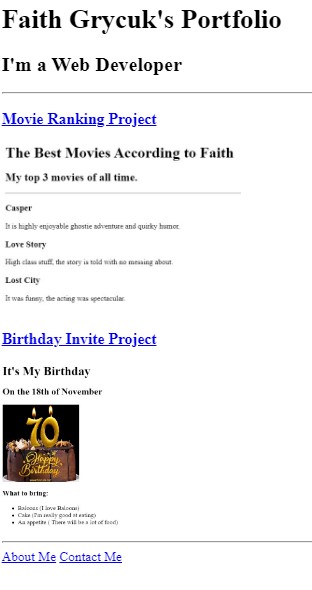 Faith Grycuk's Portfolio
I'm a Web Developer
Movie Ranking Project
The Best Movies According to Faith
My top 3 movies of all time.
Casper
It is highly enjoyable ghostie adventure and quirky humor.
Love Story
High class stuff, the story is told with no messing about.
Lost City
It was funny, the acting was spectacular.
Birthday Invite Project
It's My Birthday
On the 18th of November
70
Happy
Birthday
What to bring:
Baloons (I love Baloons)
Cake (I'm really good at eating)
An appetite ( There will be a lot of food)
About Me Contact Me